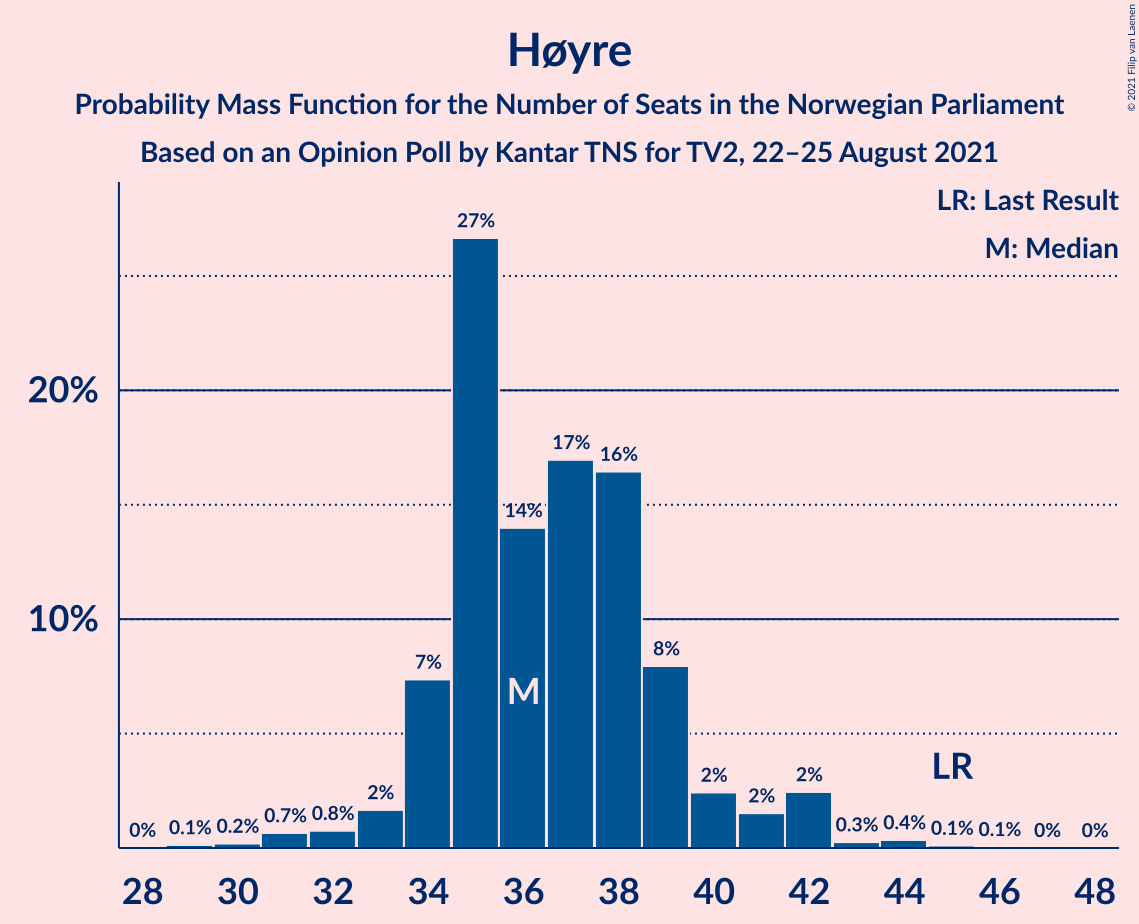 Høyre
Probability Mass Function for the Number of Seats in the Norwegian Parliament
Based on an Opinion Poll by Kantar TNS for TV2, 22–25 August 2021
© 2021 Filip van Laenen
LR: Last Result
M: Median
20%
10%
0% 0.1% 0.2% 0.7% 0.8% 2% 7% 27% 14% 17% 16% 8% 2% 2% 2% 0.3% 0.4% 0.1% 0.1% 0% 0%
M
LR
28 30 32 34 36 38 40 42 44 46 48